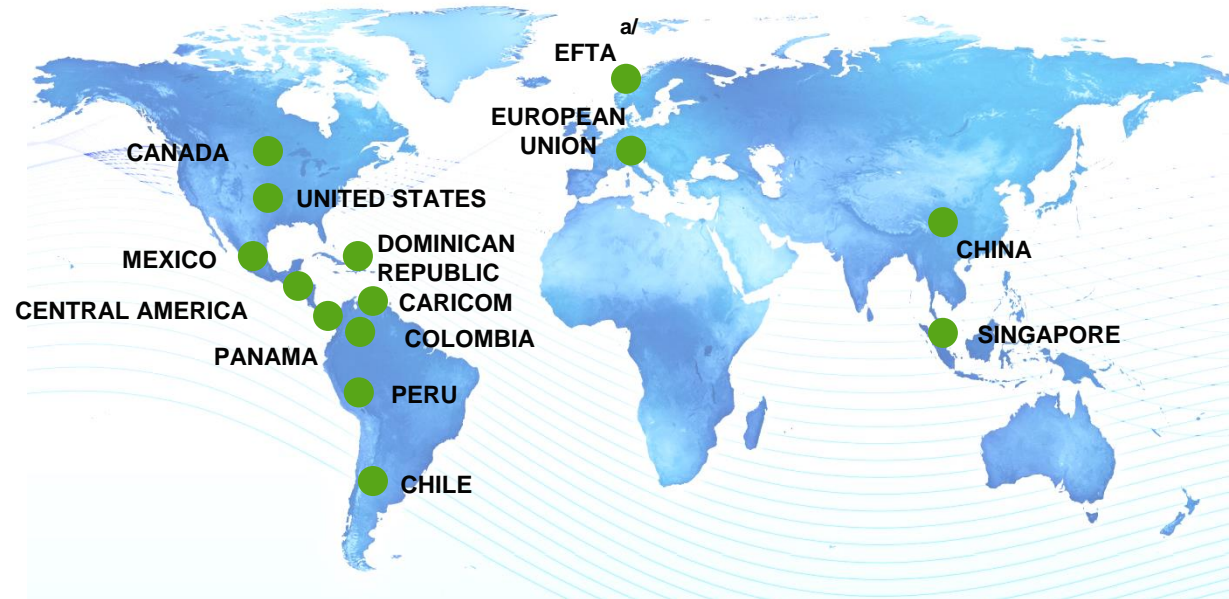 a/
EFTA
EUROPEAN
UNION
CANADA
UNITED STATES
MEXICO
DOMINICAN
REPUBLIC
CHINA
CENTRAL AMERICA
CARICOM
PANAMA
COLOMBIA
SINGAPORE
PERU
CHILE